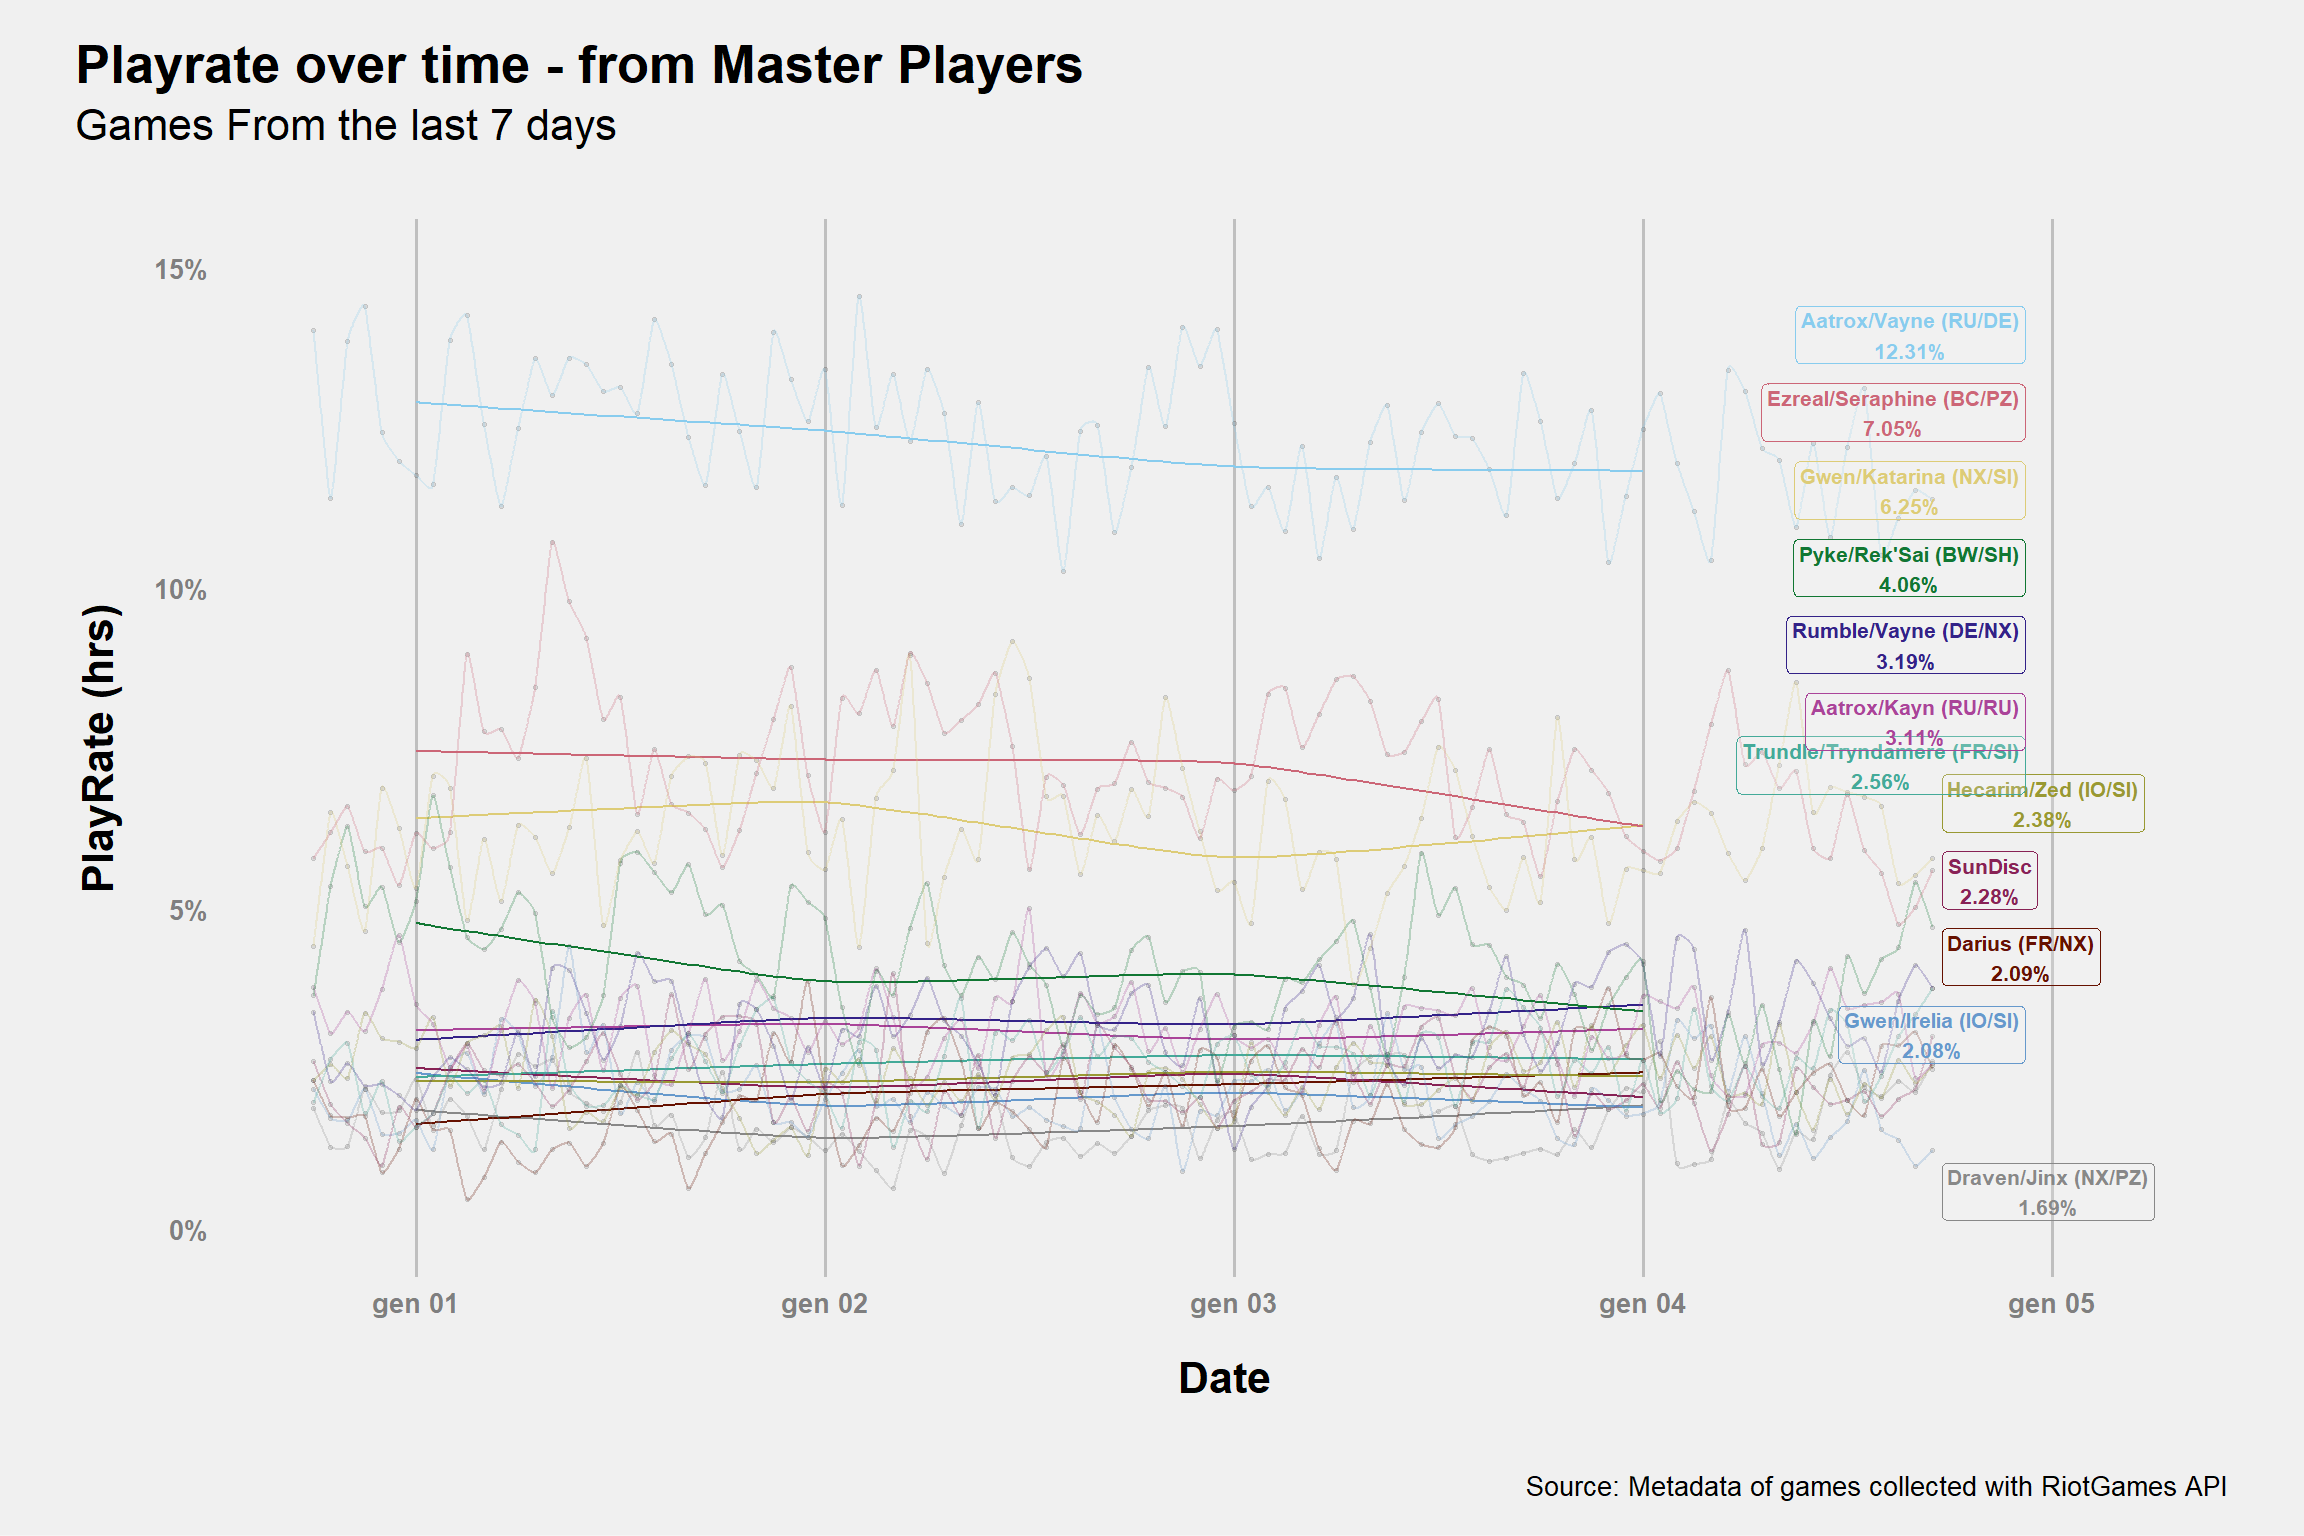 Playrate over time - from Master Players
Games From the last 7 days
PlayRate (hrs)
15%
10%
5%
0%
Aatrox/Vayne (RU/DE)
12.31%
Ezreal/Seraphine (BC/PZ)
7.05%
Gwen/Katarina (NX/SI)
6.25%
Pyke/Rek'Sai (BW/SH)
4.06%
Rumble/Vayne (DE/NX)
3.19%
Aatrox/Kayn (RU/RU)
3.11%
Trundle/Tryndamere (FR/SI)
2.56%
Hecarim/Zed (IO/SI)
2.38%
SunDisc
2.28%
Darius (FR/NX)
2.09%
Gwen/Irelia (IO/SI)
2.08%
Draven/Jinx (NX/PZ)
1.69%
gen 01
gen 02
gen 03
gen 04
gen 05
Date
Source: Metadata of games collected with RiotGames API